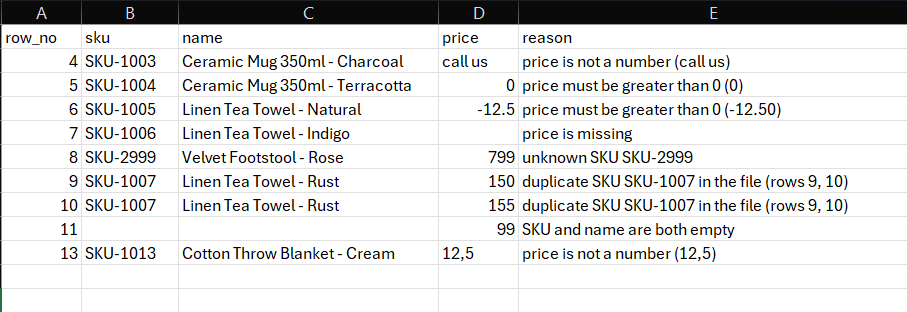 A B C D E
row_no sku name price reason
4 SKU-1003 Ceramic Mug 350ml - Charcoal call us price is not a number (call us)
5 SKU-1004 Ceramic Mug 350ml - Terracotta 0 price must be greater than 0 (0)
6 SKU-1005 Linen Tea Towel - Natural -12.5 price must be greater than 0 (-12.50)
7 SKU-1006 Linen Tea Towel - Indigo price is missing
8 SKU-2999 Velvet Footstool - Rose 799 unknown SKU SKU-2999
9 SKU-1007 Linen Tea Towel - Rust 150 duplicate SKU SKU-1007 in the file (rows 9, 10)
10 SKU-1007 Linen Tea Towel - Rust 155 duplicate SKU SKU-1007 in the file (rows 9, 10)
11 99 SKU and name are both empty
13 SKU-1013 Cotton Throw Blanket - Cream 12,5 price is not a number (12,5)